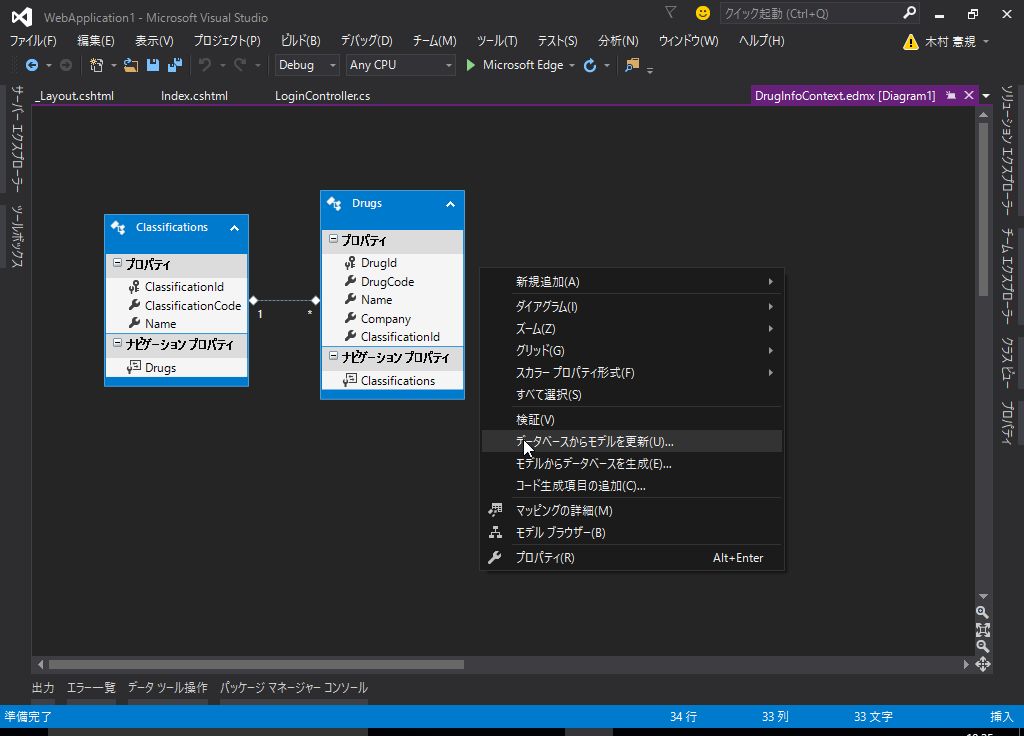 WebApplication1 - Microsoft Visual Studio
クイック起動 (Ctrl+Q)
ファイル(F) 編集(E) 表示(V) プロジェクト(P) ビルド(B) デバッグ(D) チーム(M) ツール(T) テスト(S) 分析(N) ウィンドウ(W) ヘルプ(H) 木村 憲規
Debug Any CPU Microsoft Edge
_Layout.cshtml Index.cshtml LoginController.cs DrugInfoContext.edmx [Diagram1]
サーバー エクスプローラー
ツールボックス
Classifications
プロパティ
ClassificationId
ClassificationCode
Name
ナビゲーション プロパティ
Drugs
1
*
Drugs
プロパティ
DrugId
DrugCode
Name
Company
ClassificationId
ナビゲーション プロパティ
Classifications
新規追加(A)
ダイアグラム(I)
ズーム(Z)
グリッド(G)
スカラー プロパティ形式(F)
すべて選択(S)
検証(V)
データベースからモデルを更新(U)...
モデルからデータベースを生成(E)...
コード生成項目の追加(C)...
マッピングの詳細(M)
モデル ブラウザー(B)
プロパティ(R) Alt+Enter
ソリューション エクスプローラー
チーム エクスプローラー
クラス ビュー
プロパティ
出力 エラー一覧 データ ツール操作 パッケージ マネージャー コンソール
準備完了 34 行 33 列 33 文字 挿入